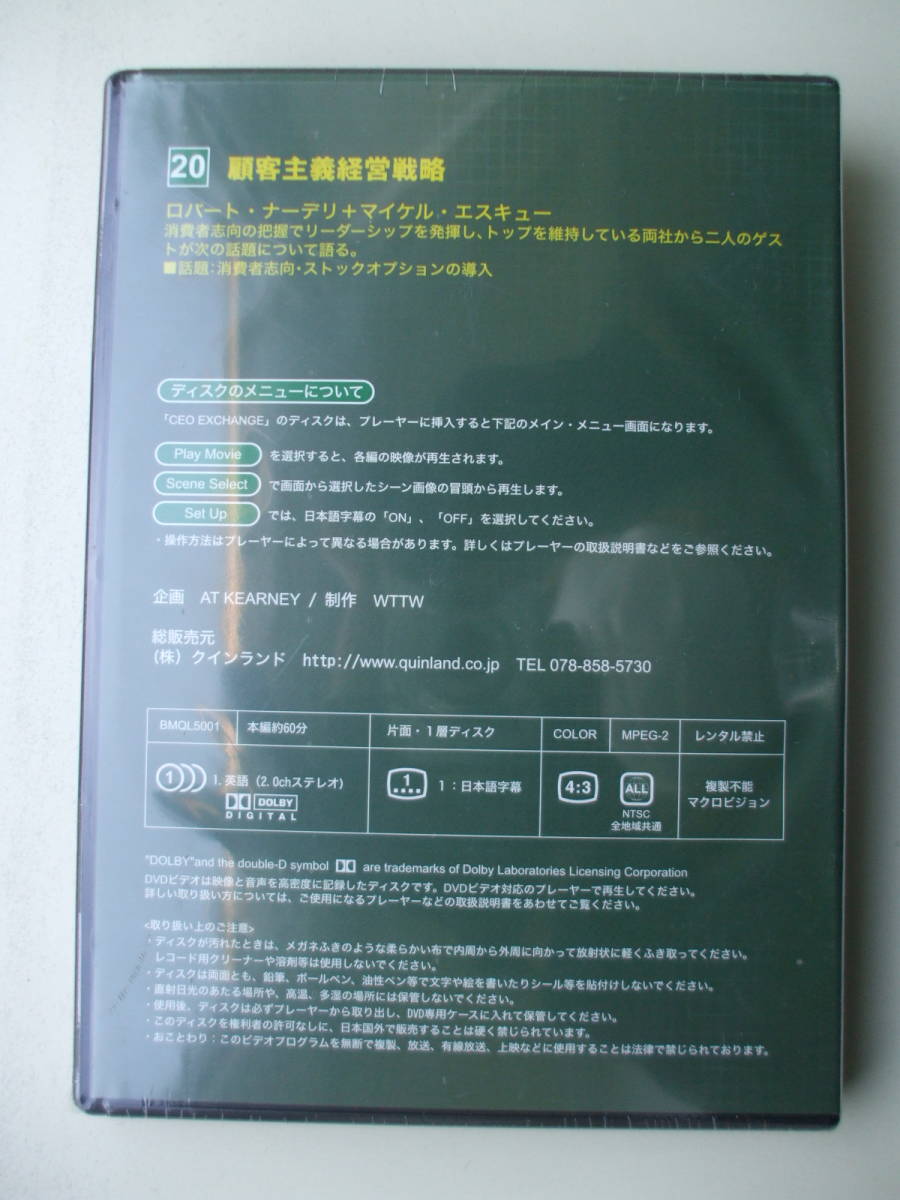 20 顧客主義経営戦略
ロバート・ナーデリ＋マイケル・エスキュー
消費者志向の把握でリーダーシップを発揮し、トップを維持している両社から二人のゲス
トが次の話題について語る。
■話題：消費者志向・ストックオプションの導入
ディスクのメニューについて
「CEO EXCHANGE」のディスクは、プレーヤーに挿入すると下記のメイン・メニュー画面になります。
Play Movie を選択すると、各編の映像が再生されます。
Scene Select で画面から選択したシーン画像の冒頭から再生します。
Set Up では、日本語字幕の「ON」、「OFF」を選択してください。
・操作方法はプレーヤーによって異なる場合があります。詳しくはプレーヤーの取扱説明書などをご参照ください。
企画 AT KEARNEY / 制作 WTTW
総販売元
（株）クインランド http://www.quinland.co.jp TEL 078-858-5730
BMQL5001 本編約60分 片面・1層ディスク COLOR MPEG-2 レンタル禁止
1 1. 英語（2.0chステレオ） 1 1：日本語字幕 4:3 ALL 複製不能
DOLBY NTSC マクロビジョン
DIGITAL 全地域共通
"DOLBY"and the double-D symbol are trademarks of Dolby Laboratories Licensing Corporation
DVDビデオは映像と音声を高密度に記録したディスクです。DVDビデオ対応のプレーヤーで再生してください。
詳しい取り扱い方については、ご使用になるプレーヤーなどの取扱説明書をあわせてご覧ください。
<取り扱い上のご注意>
・ディスクが汚れたときは、メガネふきのような柔らかい布で内周から外周に向かって放射状に軽くふき取ってください。
レコード用クリーナーや溶剤等は使用しないでください。
・ディスクは両面とも、鉛筆、ボールペン、油性ペン等で文字や絵を書いたりシール等を貼付けしないでください。
・直射日光のあたる場所や、高温、多湿の場所には保管しないでください。
・使用後、ディスクは必ずプレーヤーから取り出し、DVD専用ケースに入れて保管してください。
・このディスクを権利者の許可なしに、日本国外で販売することは硬く禁じられています。
・おことわり：このビデオプログラムを無断で複製、放送、有線放送、上映などに使用することは法律で禁じられております。